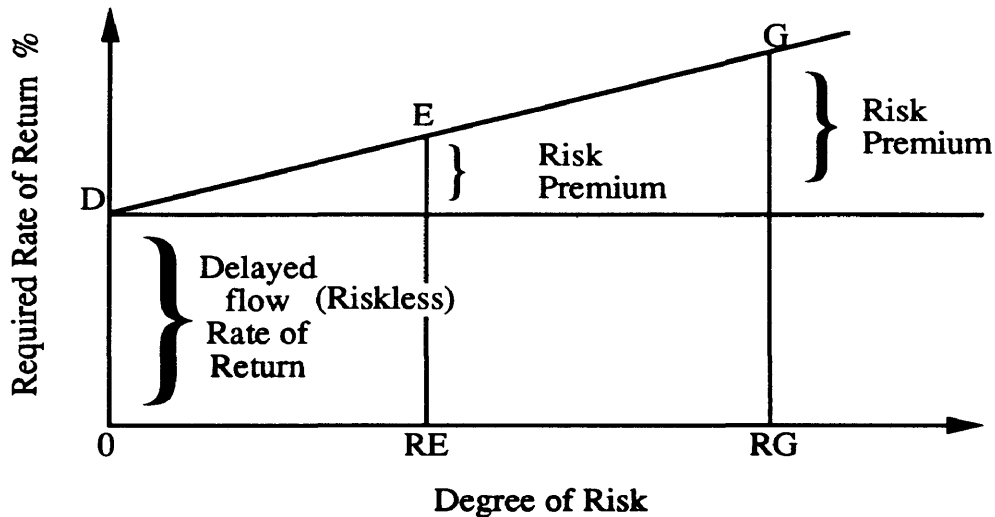 Required Rate of Return %
G
Risk
Premium
E
Risk
Premium
D
Delayed
flow (Riskless)
Rate of
Return
0
RE
RG
Degree of Risk